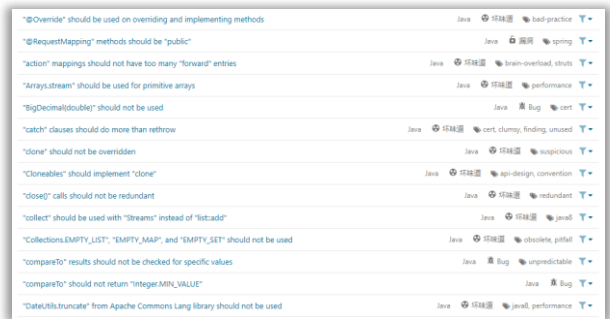 "@Override" should be used on overriding and implementing methods Java 坏味道 bad-practice
"@RequestMapping" methods should be "public" Java 漏洞 spring
"action" mappings should not have too many "forward" entries Java 坏味道 brain-overload, struts
"Arrays.stream" should be used for primitive arrays Java 坏味道 performance
"BigDecimal(double)" should not be used Java Bug cert
"catch" clauses should do more than rethrow Java 坏味道 cert, clumsy, finding, unused
"clone" should not be overridden Java 坏味道 suspicious
"Cloneables" should implement "clone" Java 坏味道 api-design, convention
"close()" calls should not be redundant Java 坏味道 redundant
"collect" should be used with "Streams" instead of "list::add" Java 坏味道 java8
"Collections.EMPTY_LIST", "EMPTY_MAP", and "EMPTY_SET" should not be used Java 坏味道 obsolete, pitfall
"compareTo" results should not be checked for specific values Java Bug unpredictable
"compareTo" should not return "Integer.MIN_VALUE" Java Bug
"DateUtils.truncate" from Apache Commons Lang library should not be used Java 坏味道 java8, performance